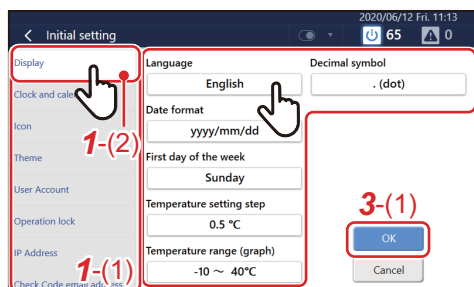 2020/06/12 Fri. 11:13
Initial setting
65
0
Display
Clock and cale
Icon
Theme
User Account
Operation lock
IP Address
Check Code email address
1-(2)
1-(1)
Language
English
Date format
yyyy/mm/dd
First day of the week
Sunday
Temperature setting step
0.5 °C
Temperature range (graph)
-10 ～ 40°C
Decimal symbol
. (dot)
3-(1)
OK
Cancel